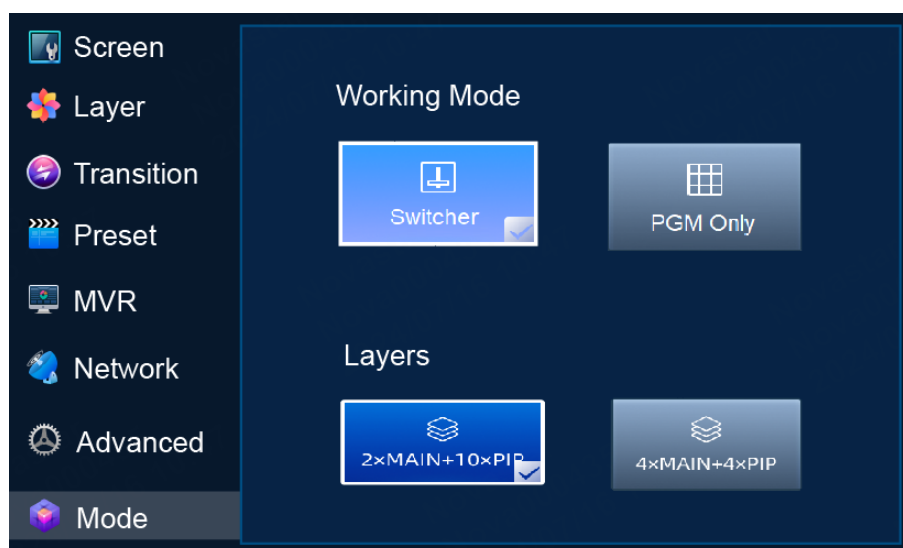 Screen
Layer
Transition
Preset
MVR
Network
Advanced
Mode
Working Mode
Switcher
PGM Only
Layers
2×MAIN+10×PIP
4×MAIN+4×PIP